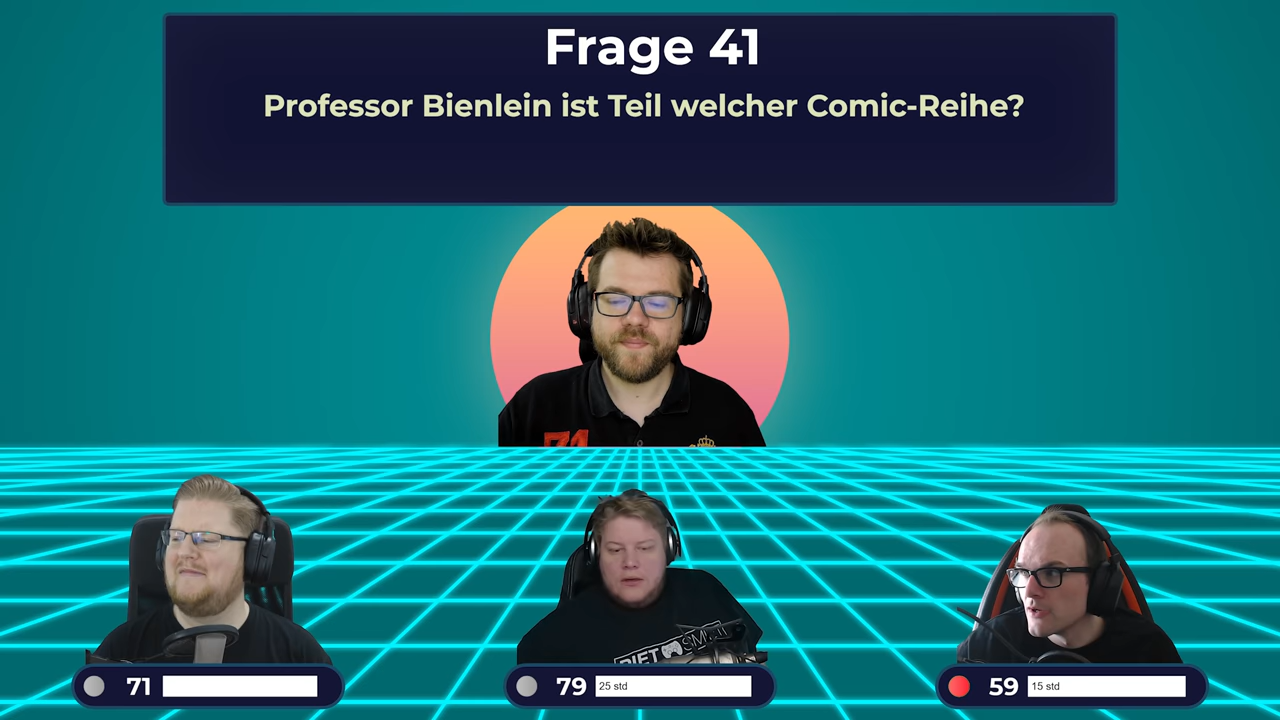 Frage 41
Professor Bienlein ist Teil welcher Comic-Reihe?
71
79
25 std
59
15 std